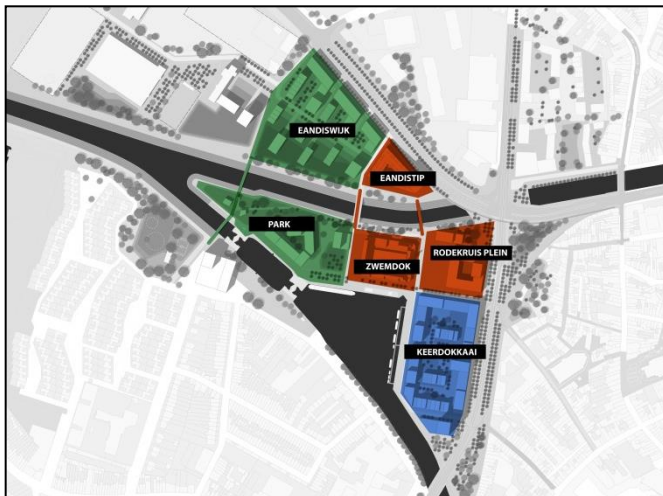 EANDISWIJK
EANDISTIP
PARK
RODEKRUIS PLEIN
ZWEMDOK
KEERDOKKAAI